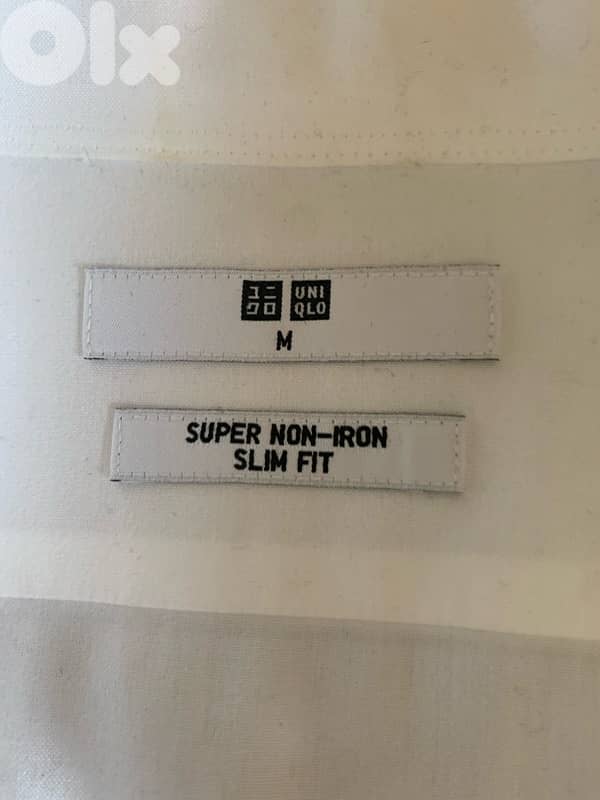 Olx
ユニ UNI
クロ QLO
M
SUPER NON-IRON
SLIM FIT